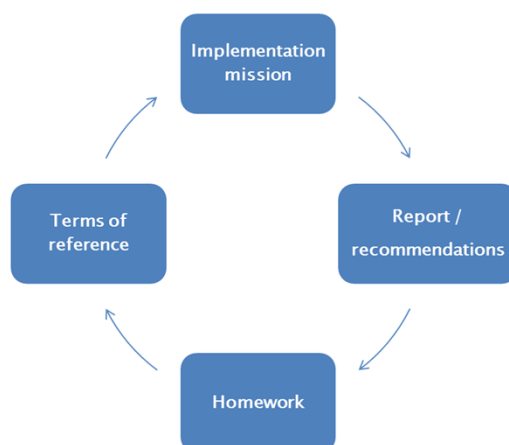 Implementation
mission
Report /
recommendations
Homework
Terms of
reference